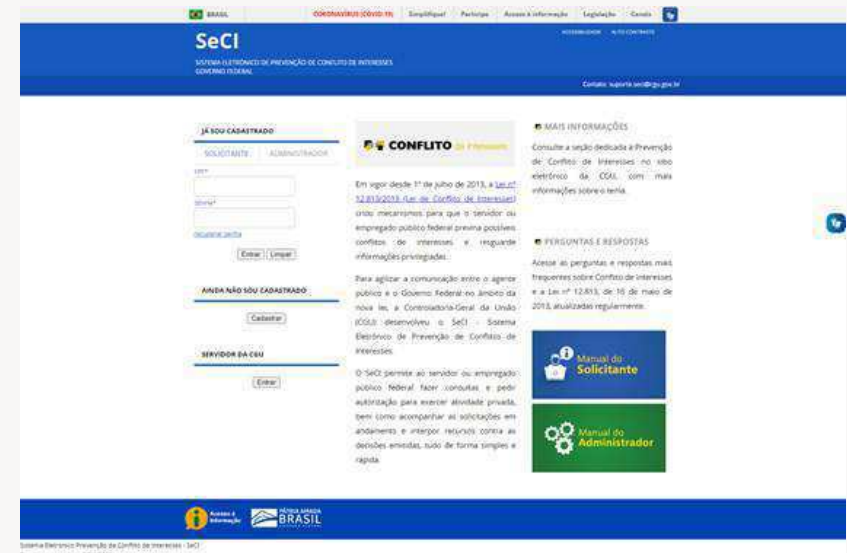 BRASIL
CORONAVÍRUS (COVID-19)
Simplifique!
Participe
Acesso à informação
Legislação
Canais
ACESSIBILIDADE
ALTO CONTRASTE
SeCI
SISTEMA ELETRÔNICO DE PREVENÇÃO DE CONFLITO DE INTERESSES
GOVERNO FEDERAL
Contato: suporte.seci@cgu.gov.br
JÁ SOU CADASTRADO
SOLICITANTE
ADMINISTRADOR
CPF*
Senha*
recuperar senha
Entrar
Limpar
AINDA NÃO SOU CADASTRADO
Cadastrar
SERVIDOR DA CGU
Entrar
CONFLITO de Interesses
Em vigor desde 1º de julho de 2013, a Lei nº
12.813/2013 (Lei de Conflito de Interesses)
criou mecanismos para que o servidor ou
empregado público federal previna possíveis
conflitos de interesses e resguarde
informações privilegiadas.
Para agilizar a comunicação entre o agente
público e o Governo Federal no âmbito da
nova lei, a Controladoria-Geral da União
(CGU) desenvolveu o SeCI - Sistema
Eletrônico de Prevenção de Conflitos de
Interesses.
O SeCI permite ao servidor ou empregado
público federal fazer consultas e pedir
autorização para exercer atividade privada,
bem como acompanhar as solicitações em
andamento e interpor recursos contra as
decisões emitidas, tudo de forma simples e
rápida.
MAIS INFORMAÇÕES
Consulte a seção dedicada à Prevenção
de Conflito de Interesses no sítio
eletrônico da CGU, com mais
informações sobre o tema.
PERGUNTAS E RESPOSTAS
Acesse as perguntas e respostas mais
frequentes sobre Conflito de Interesses
e a Lei nº 12.813, de 16 de maio de
2013, atualizadas regularmente.
Manual do
Solicitante
Manual do
Administrador
Acesso à
Informação
PÁTRIA AMADA
BRASIL
Sistema Eletrônico Prevenção de Conflito de Interesses - SeCI